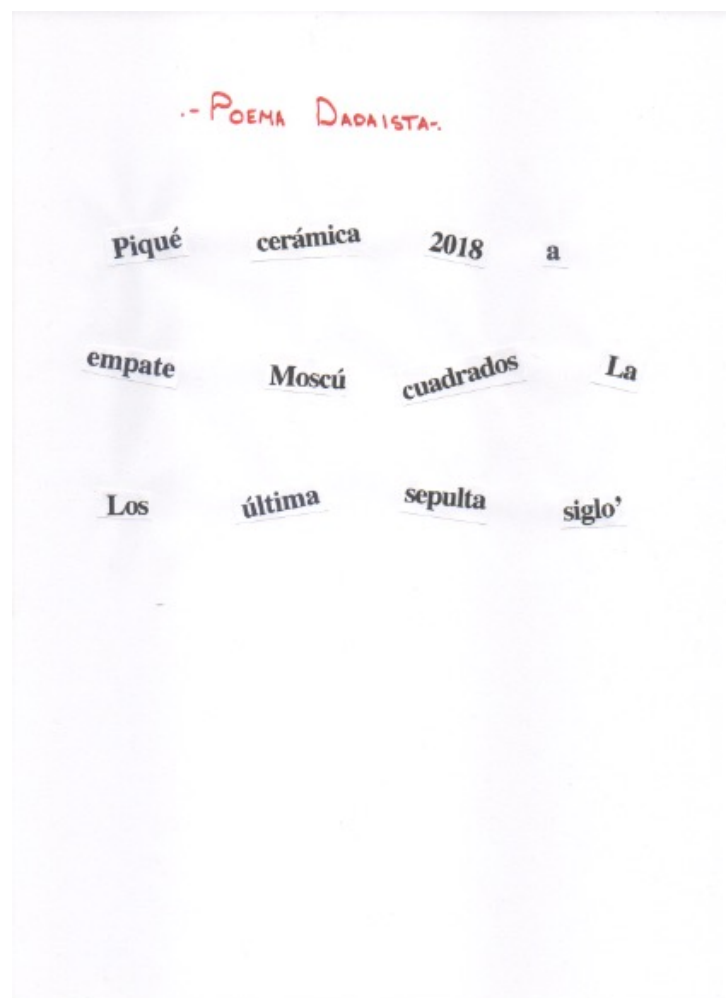 .- POEMA DADAISTA-.
Piqué cerámica 2018 a
empate Moscú cuadrados La
Los última sepulta siglo’